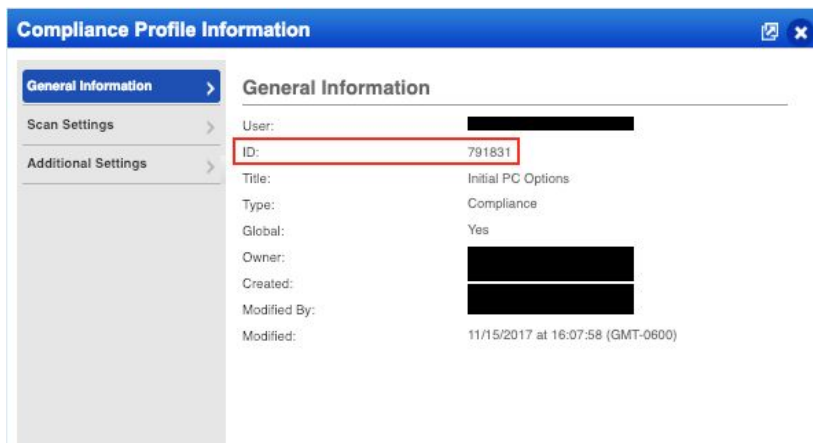 Compliance Profile Information
General Information
Scan Settings
Additional Settings
General Information
User:
ID: 791831
Title: Initial PC Options
Type: Compliance
Global: Yes
Owner:
Created:
Modified By:
Modified: 11/15/2017 at 16:07:58 (GMT-0600)